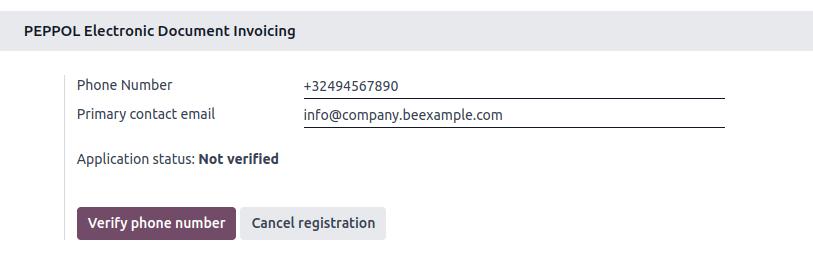 PEPPOL Electronic Document Invoicing
Phone Number +32494567890
Primary contact email info@company.beexample.com
Application status: Not verified
Verify phone number Cancel registration